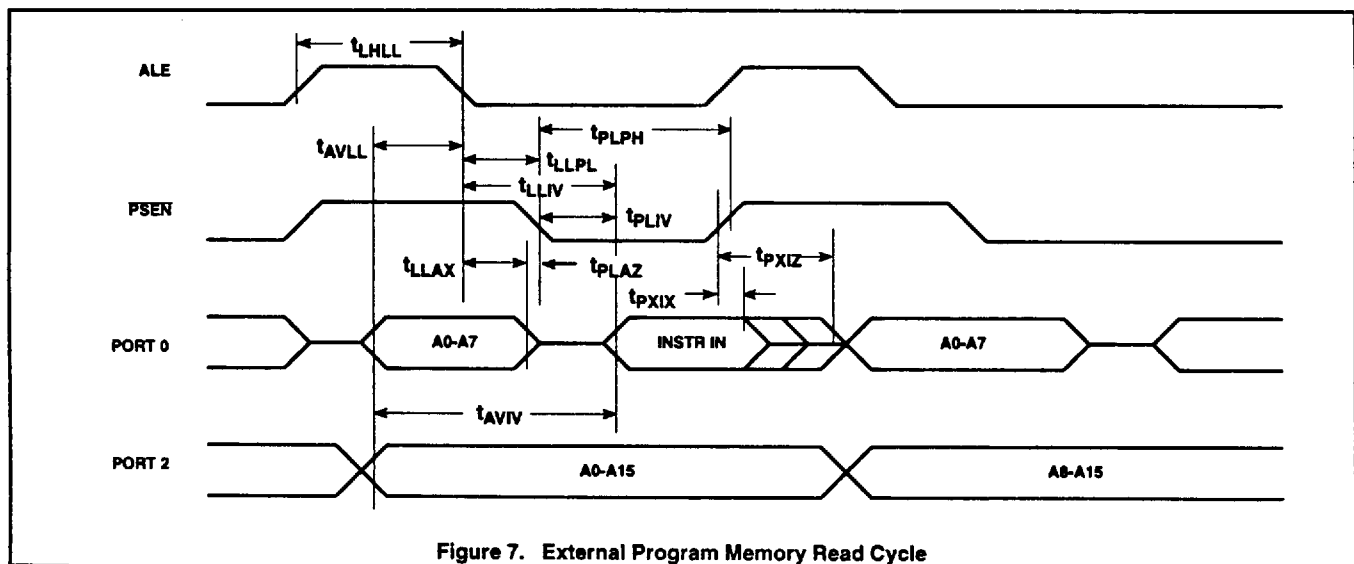 tLHLL
ALE
tPLPH
tAVLL
tLLPL
tLLIV
PSEN
tPLIV
tLLAX
tPLAZ
tPXIZ
tPXIX
PORT 0
A0-A7
INSTR IN
A0-A7
tAVIV
PORT 2
A0-A15
A8-A15
Figure 7. External Program Memory Read Cycle